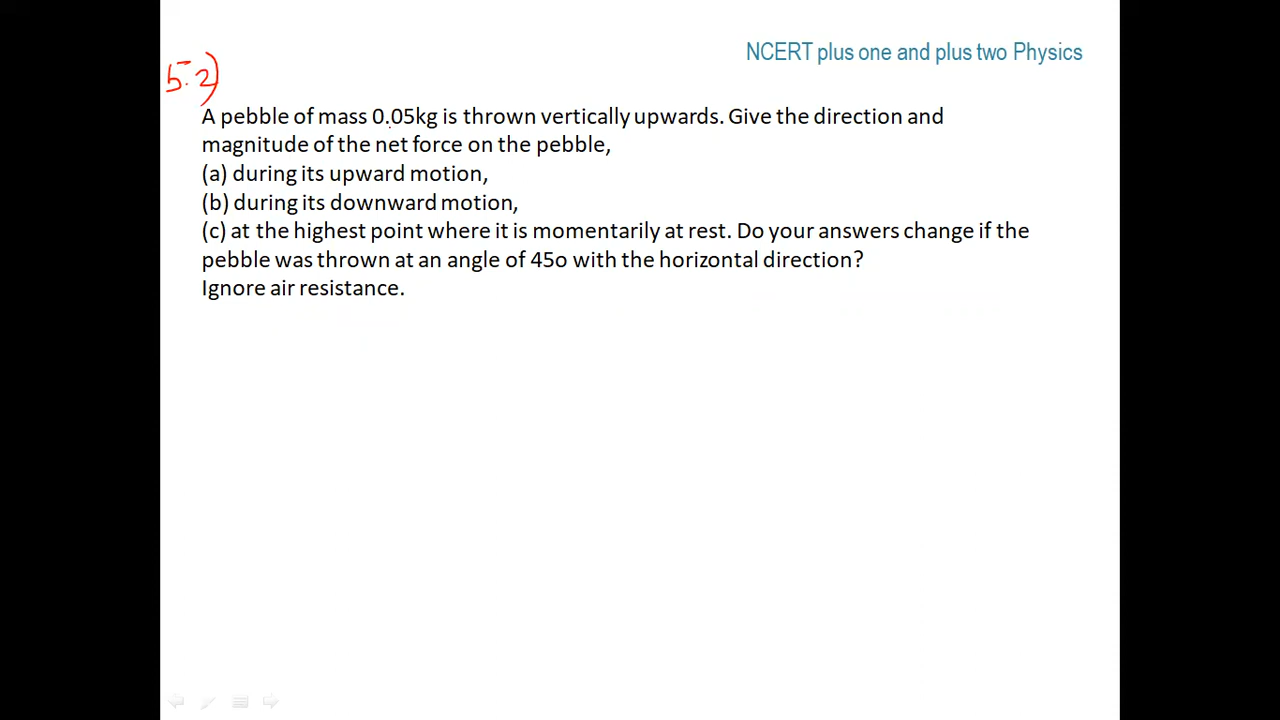 NCERT plus one and plus two Physics
5.2)
A pebble of mass 0.05kg is thrown vertically upwards. Give the direction and
magnitude of the net force on the pebble,
(a) during its upward motion,
(b) during its downward motion,
(c) at the highest point where it is momentarily at rest. Do your answers change if the
pebble was thrown at an angle of 45o with the horizontal direction?
Ignore air resistance.